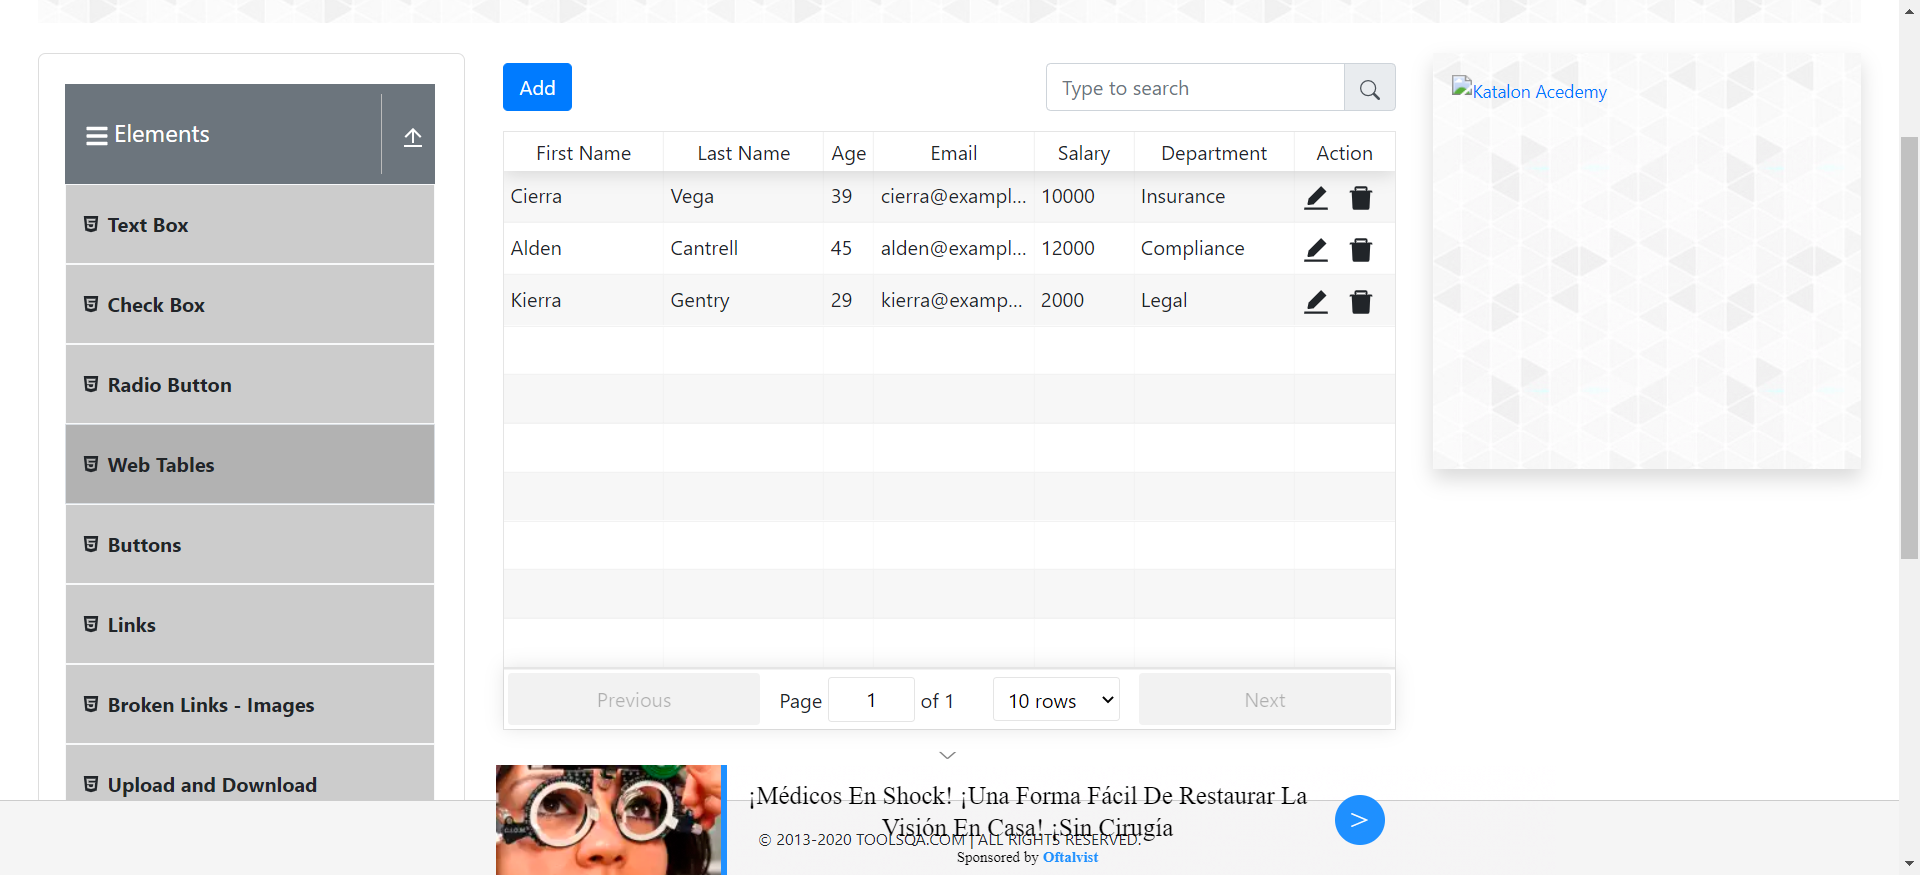 Elements
Text Box
Check Box
Radio Button
Web Tables
Buttons
Links
Broken Links - Images
Upload and Download
Add
Type to search
First Name Last Name Age Email Salary Department Action
Cierra Vega 39 cierra@exampl... 10000 Insurance
Alden Cantrell 45 alden@exampl... 12000 Compliance
Kierra Gentry 29 kierra@examp... 2000 Legal
Previous Page 1 of 1 10 rows Next
Katalon Acedemy
¡Médicos En Shock! ¡Una Forma Fácil De Restaurar La
Visión En Casa! ¡Sin Cirugía
© 2013-2020 TOOLSQA.COM | ALL RIGHTS RESERVED.
Sponsored by Oftalvist